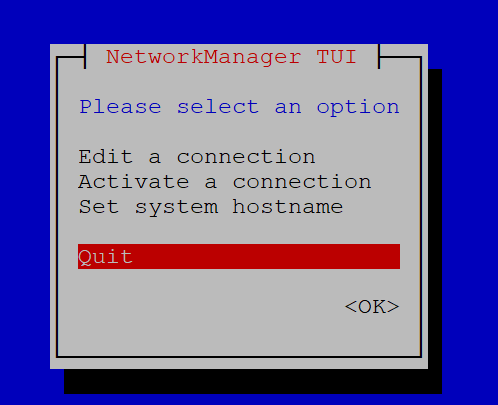 NetworkManager TUI
Please select an option
Edit a connection
Activate a connection
Set system hostname
Quit
<OK>